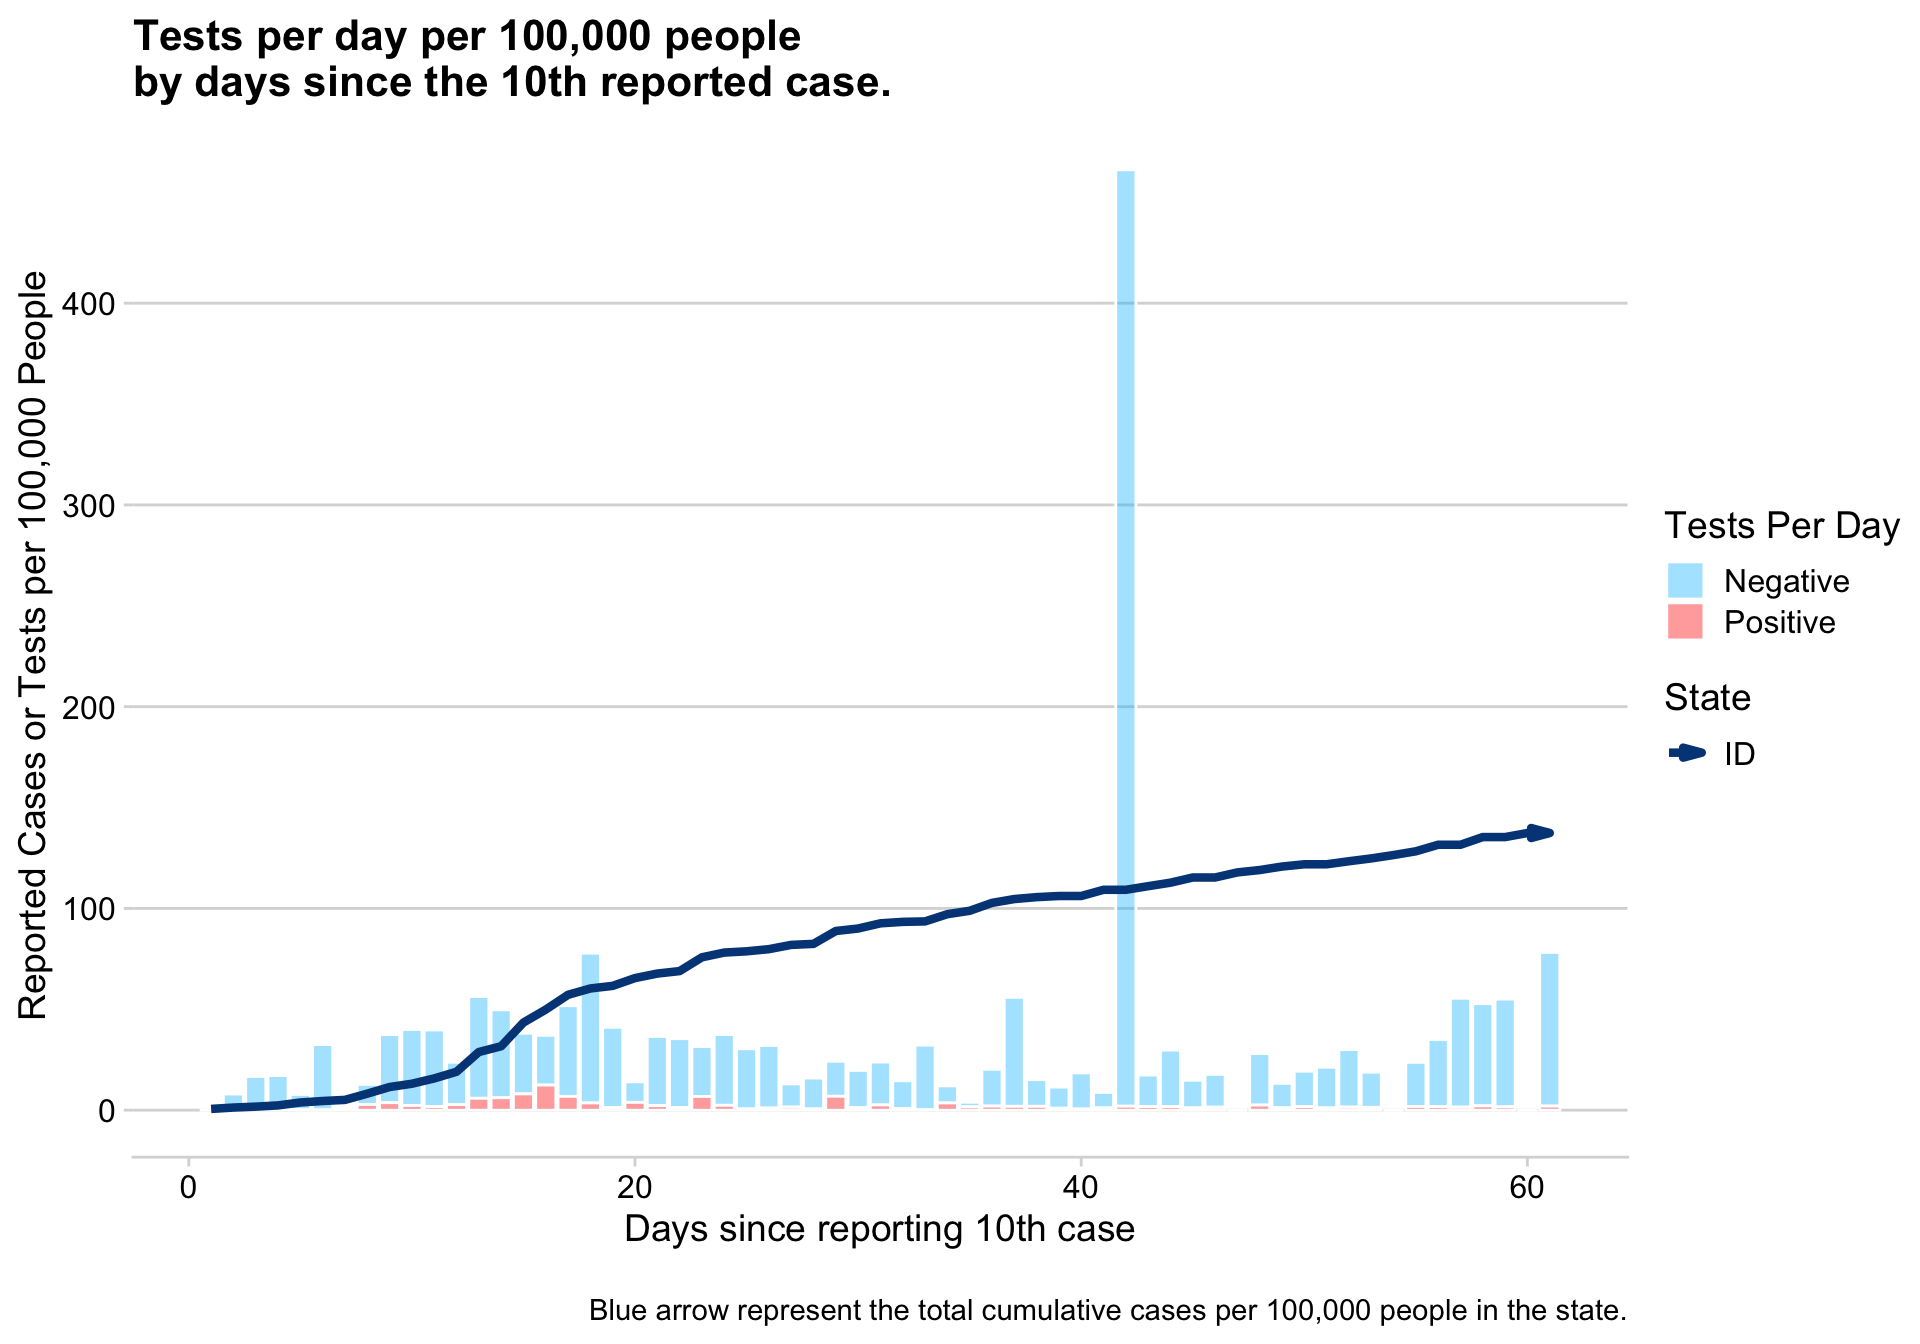 Tests per day per 100,000 people
by days since the 10th reported case.
Reported Cases or Tests per 100,000 People
400
300
200
100
0
0
20
40
60
Days since reporting 10th case
Tests Per Day
Negative
Positive
State
ID
Blue arrow represent the total cumulative cases per 100,000 people in the state.